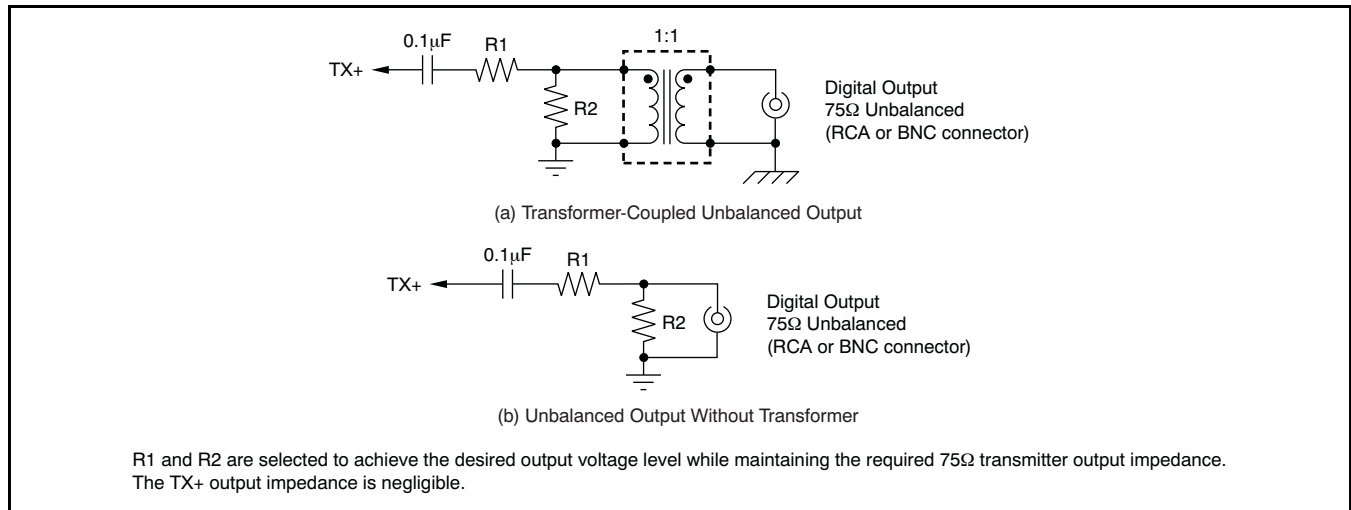 0.1μF
R1
1:1
TX+
R2
Digital Output
75Ω Unbalanced
(RCA or BNC connector)
(a) Transformer-Coupled Unbalanced Output
0.1μF
R1
TX+
R2
Digital Output
75Ω Unbalanced
(RCA or BNC connector)
(b) Unbalanced Output Without Transformer
R1 and R2 are selected to achieve the desired output voltage level while maintaining the required 75Ω transmitter output impedance.
The TX+ output impedance is negligible.